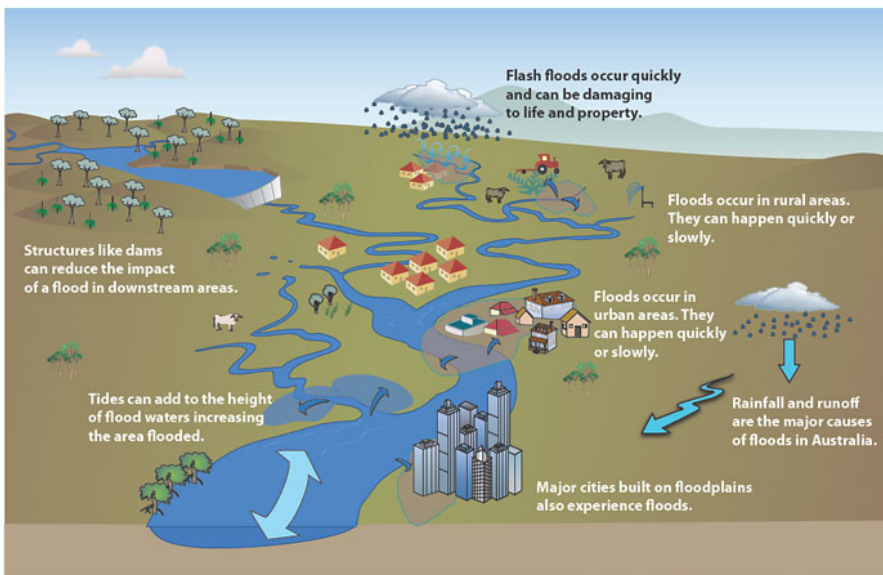 Flash floods occur quickly
and can be damaging
to life and property.
Floods occur in rural areas.
They can happen quickly or
slowly.
Structures like dams
can reduce the impact
of a flood in downstream areas.
Floods occur in
urban areas. They
can happen quickly
or slowly.
Tides can add to the height
of flood waters increasing
the area flooded.
Rainfall and runoff
are the major causes
of floods in Australia.
Major cities built on floodplains
also experience floods.